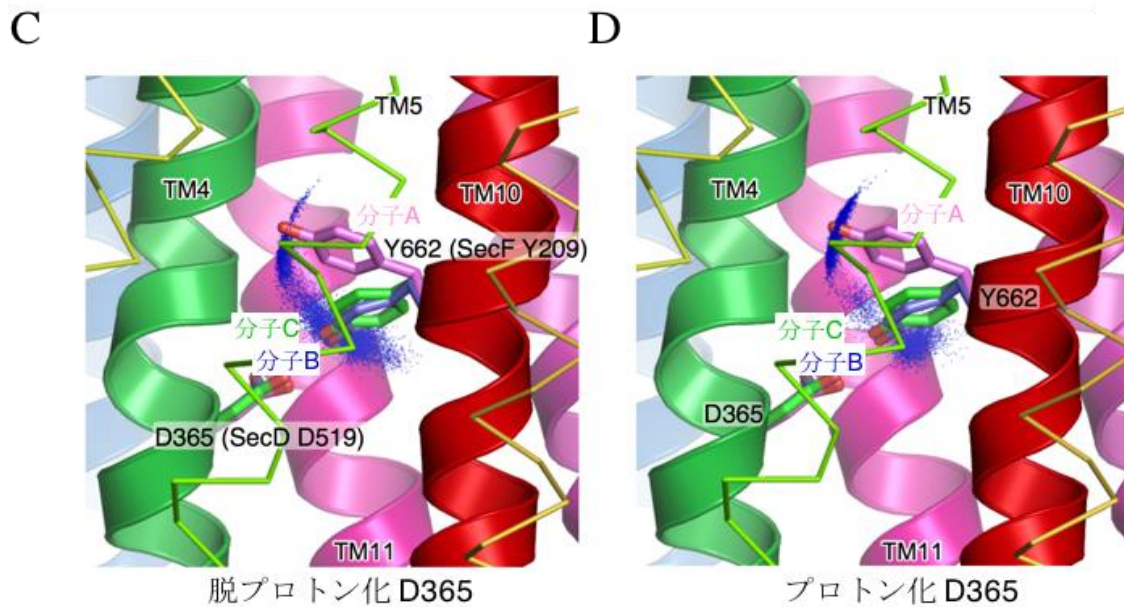 C
TM5
TM4
分子A
TM10
Y662 (SecF Y209)
分子C
分子B
D365 (SecD D519)
TM11
脱プロトン化 D365
D
TM5
TM4
分子A
TM10
Y662
分子C
分子B
D365
TM11
プロトン化 D365